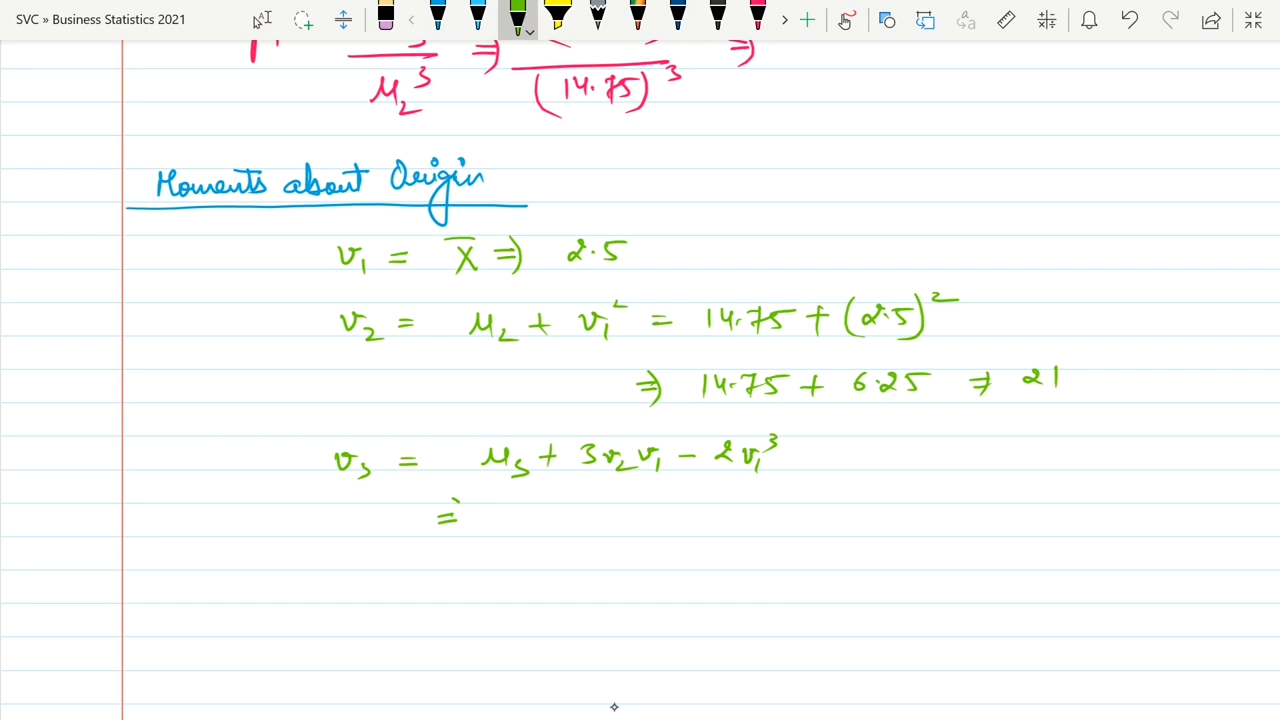 SVC » Business Statistics 2021
μ₂³ ⇒ (14.75)³ ⇒
Moments about Origin
v₁ = X̅ ⇒ 2.5
v₂ = μ₂ + v₁² = 14.75 + (2.5)²
⇒ 14.75 + 6.25 ⇒ 21
v₃ = μ₃ + 3v₂v₁ − 2v₁³
=